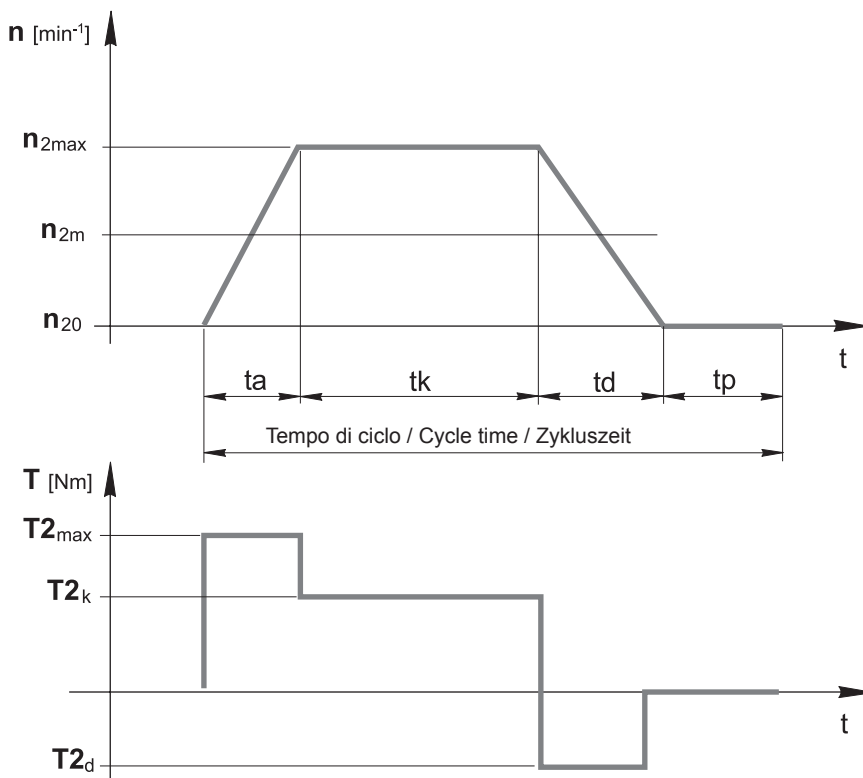 n [min⁻¹]
n2max
n2m
n20
t
ta tk td tp
Tempo di ciclo / Cycle time / Zykluszeit
T [Nm]
T2max
T2k
t
T2d